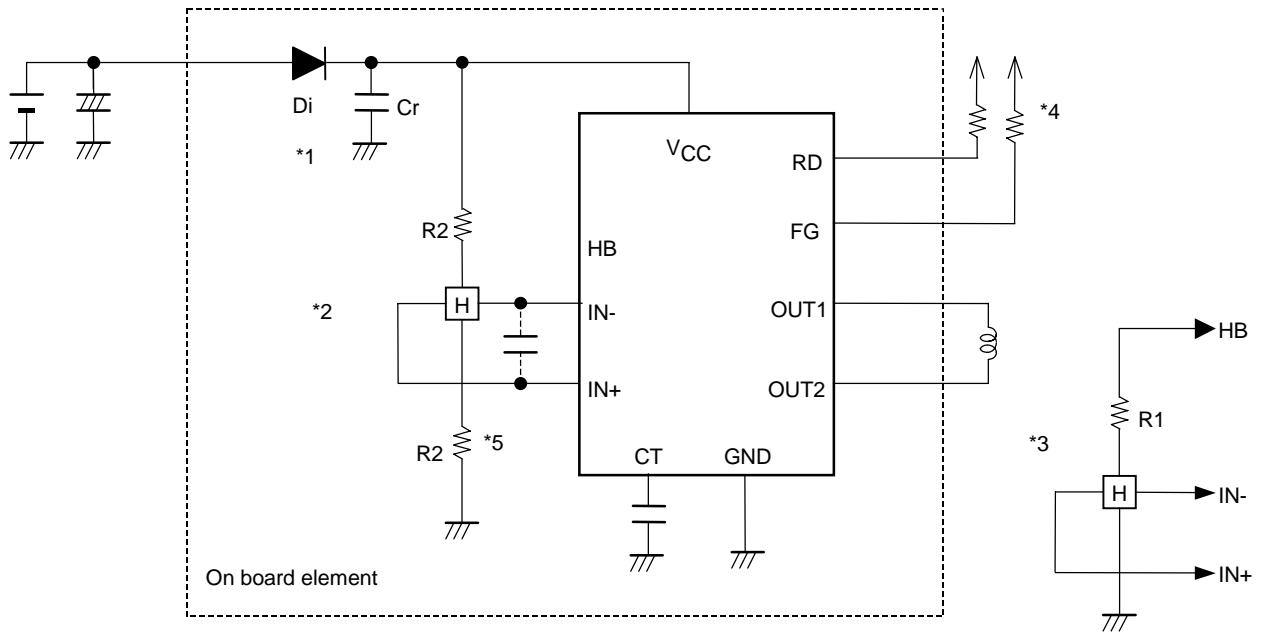 Di
Cr
*1
VCC
RD
*4
R2
HB
FG
*2
H
IN-
OUT1
HB
IN+
OUT2
R1
R2
*5
CT
GND
*3
H
IN-
On board element
IN+